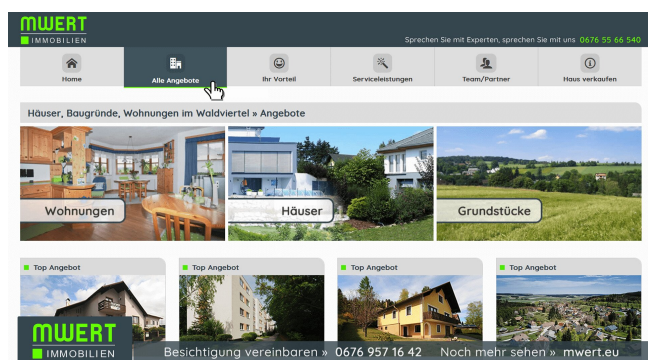 MWERT
IMMOBILIEN
Sprechen Sie mit Experten, sprechen Sie mit uns 0676 55 66 540
Home
Alle Angebote
Ihr Vorteil
Serviceleistungen
Team/Partner
Haus verkaufen
Häuser, Baugründe, Wohnungen im Waldviertel » Angebote
Wohnungen
Häuser
Grundstücke
Top Angebot
Top Angebot
Top Angebot
Top Angebot
MWERT
IMMOBILIEN
Besichtigung vereinbaren » 0676 957 16 42 Noch mehr sehen » mwert.eu